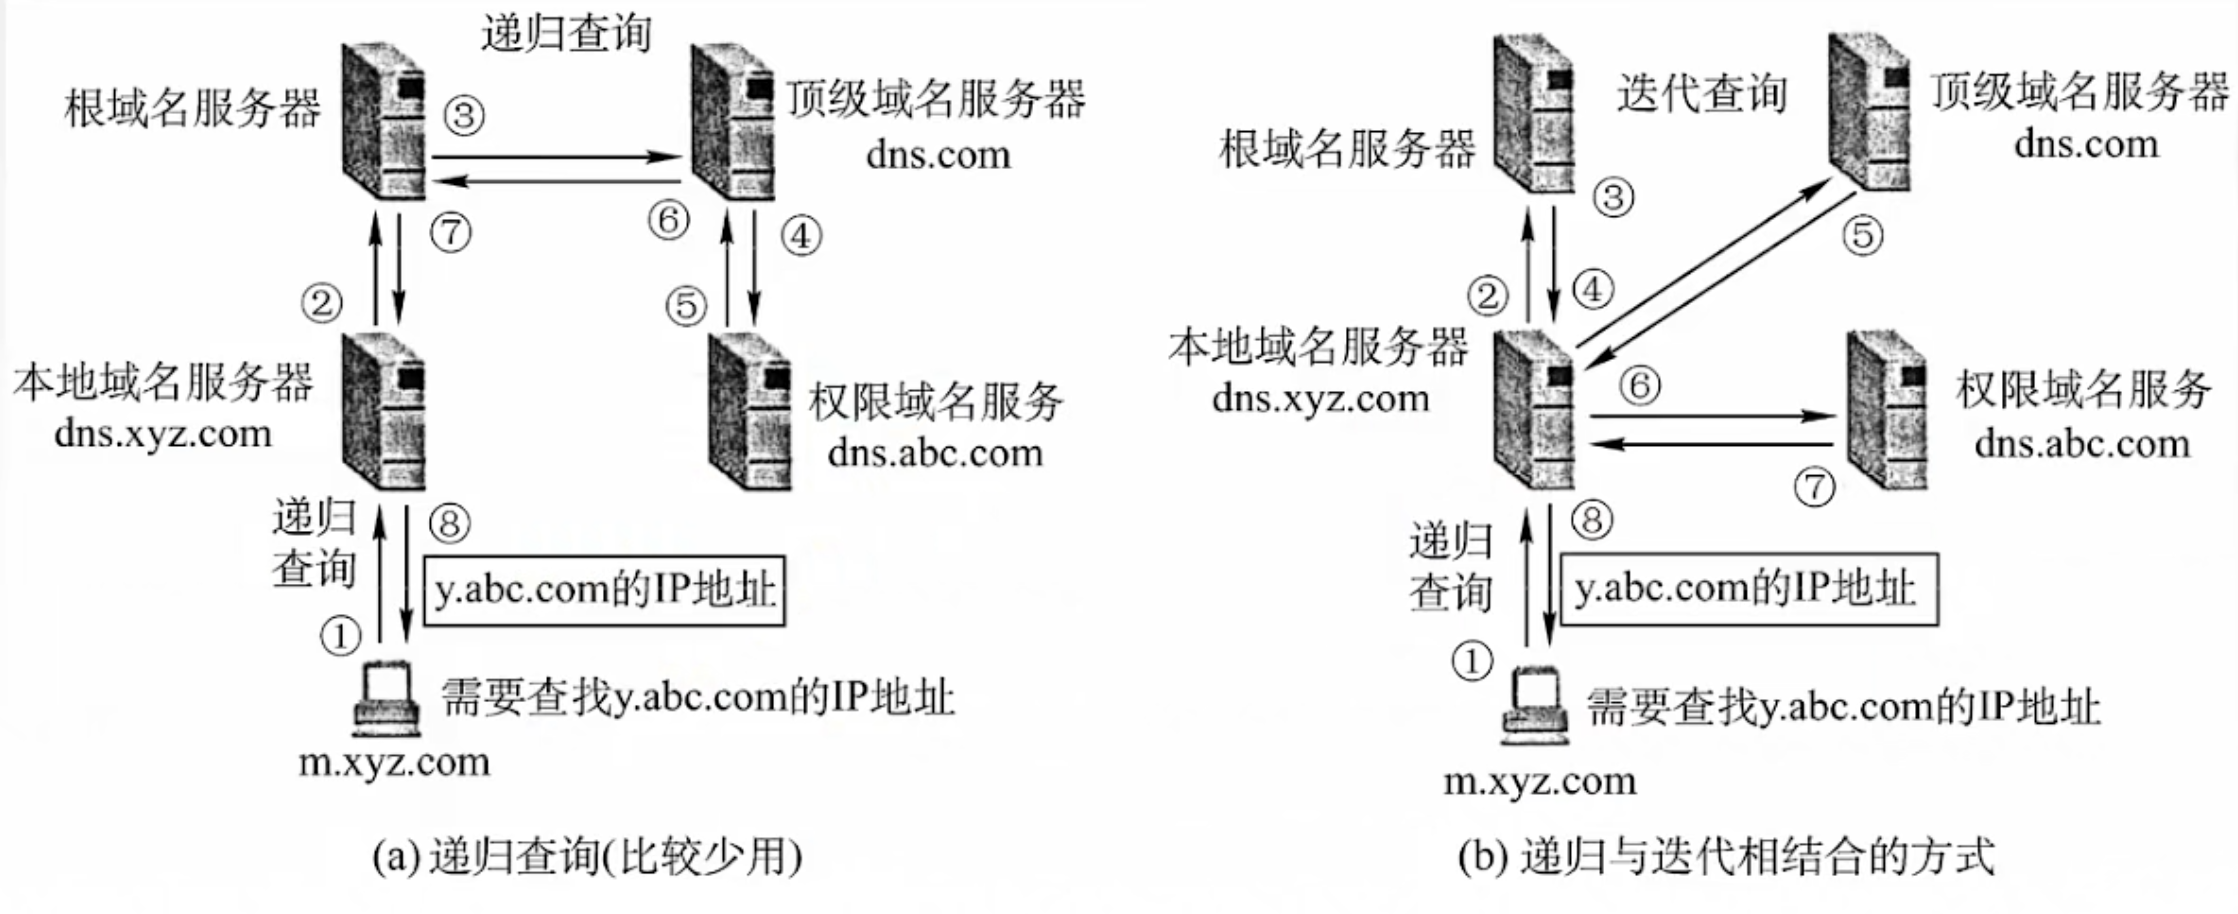 递归查询
根域名服务器
③
顶级域名服务器
dns.com
⑥
⑦
④
②
⑤
本地域名服务器
dns.xyz.com
权限域名服务
dns.abc.com
递归
查询
⑧
y.abc.com的IP地址
①
需要查找y.abc.com的IP地址
m.xyz.com
(a) 递归查询(比较少用)
迭代查询
根域名服务器
顶级域名服务器
dns.com
③
⑤
②
④
本地域名服务器
dns.xyz.com
⑥
权限域名服务
dns.abc.com
⑦
递归
查询
⑧
y.abc.com的IP地址
①
需要查找y.abc.com的IP地址
m.xyz.com
(b) 递归与迭代相结合的方式